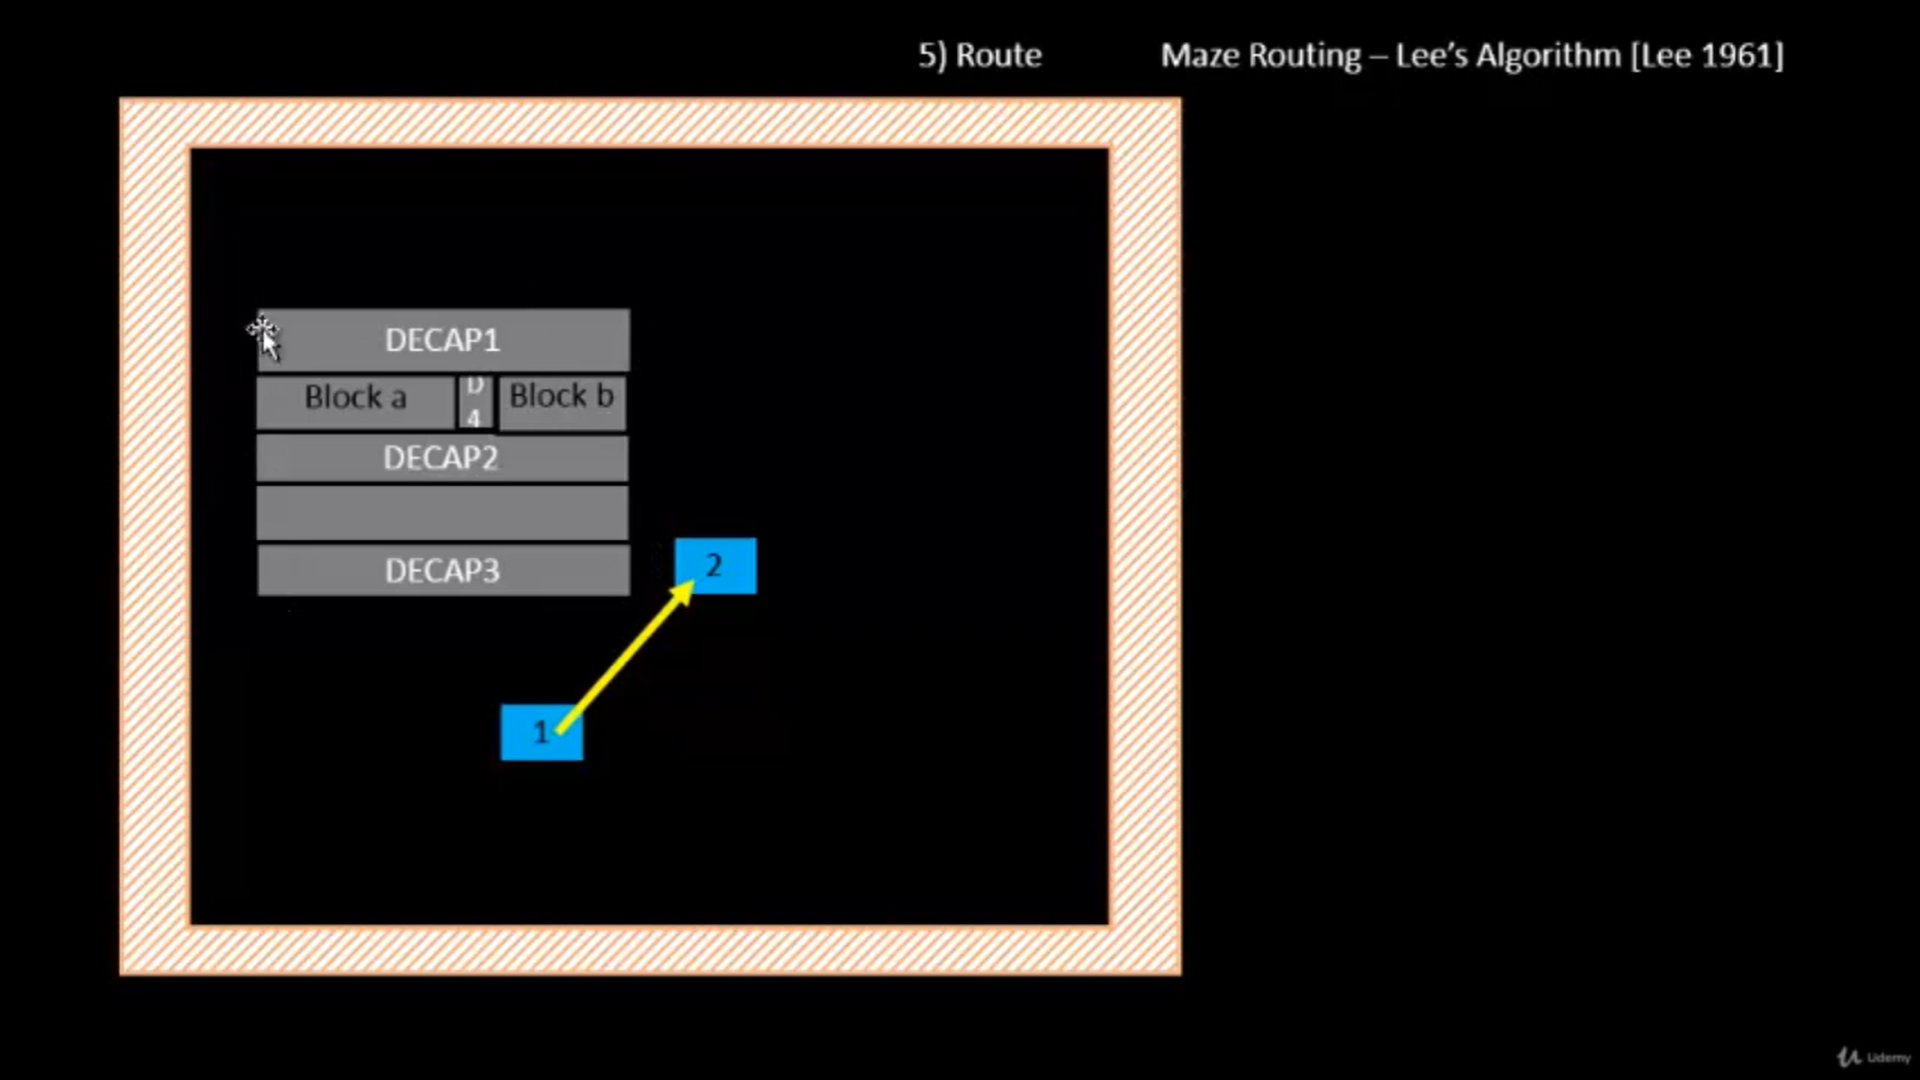 5) Route
Maze Routing – Lee's Algorithm [Lee 1961]
DECAP1
Block a
D
4
Block b
DECAP2
DECAP3
2
1
Udemy